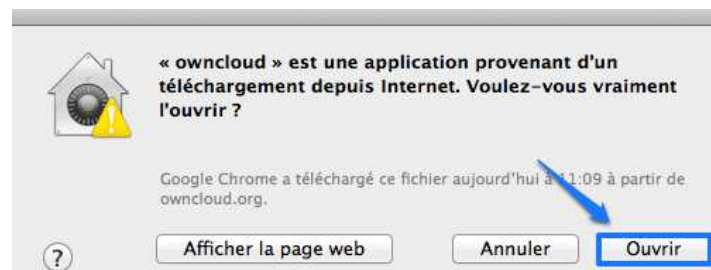 « owncloud » est une application provenant d'un
téléchargement depuis Internet. Voulez-vous vraiment
l'ouvrir ?
Google Chrome a téléchargé ce fichier aujourd'hui à 11:09 à partir de
owncloud.org.
? Afficher la page web Annuler Ouvrir